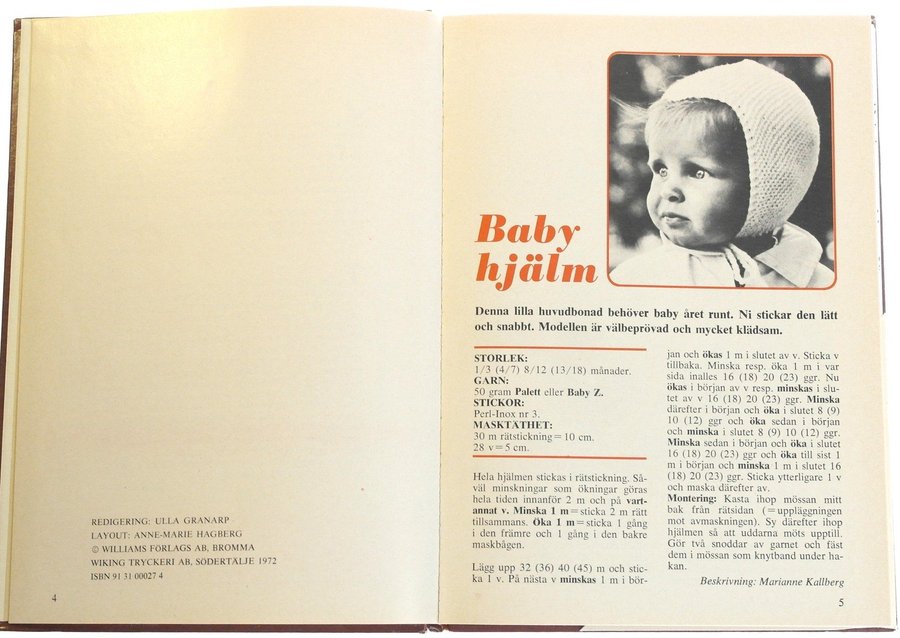 REDIGERING: ULLA GRANARP
LAYOUT: ANNE-MARIE HAGBERG
© WILLIAMS FÖRLAGS AB, BROMMA
WIKING TRYCKERI AB, SÖDERTÄLJE 1972
ISBN 91 31 00027 4
4
Baby
hjälm
Denna lilla huvudbonad behöver baby året runt. Ni stickar den lätt
och snabbt. Modellen är välbeprövad och mycket klädsam.
STORLEK:
1/3 (4/7) 8/12 (13/18) månader.
GARN:
50 gram Palett eller Baby Z.
STICKOR:
Perl-Inox nr 3.
MASKTÄTHET:
30 m rätstickning = 10 cm.
28 v = 5 cm.
Hela hjälmen stickas i rätstickning. Så-
väl minskningar som ökningar göras
hela tiden innanför 2 m och på vart-
annat v. Minska 1 m = sticka 2 m rätt
tillsammans. Öka 1 m = sticka 1 gång
i den främre och 1 gång i den bakre
maskbågen.
Lägg upp 32 (36) 40 (45) m och stic-
ka 1 v. På nästa v minskas 1 m i bör-
jan och ökas 1 m i slutet av v. Sticka v
tillbaka. Minska resp. öka 1 m i var
sida inalles 16 (18) 20 (23) ggr. Nu
ökas i början av v resp. minskas i slu-
tet av v 16 (18) 20 (23) ggr. Minska
därefter i början och öka i slutet 8 (9)
10 (12) ggr och öka sedan i början
och minska i slutet 8 (9) 10 (12) ggr.
Minska sedan i början och öka i slutet
16 (18) 20 (23) ggr och öka till sist 1
m i början och minska 1 m i slutet 16
(18) 20 (23) ggr. Sticka ytterligare 1 v
och maska därefter av.
Montering: Kasta ihop mössan mitt
bak från rätsidan (= uppläggningen
mot avmaskningen). Sy därefter ihop
hjälmen så att uddarna möts upptill.
Gör två snoddar av garnet och fäst
dem i mössan som knytband under ha-
kan.
Beskrivning: Marianne Kallberg
5